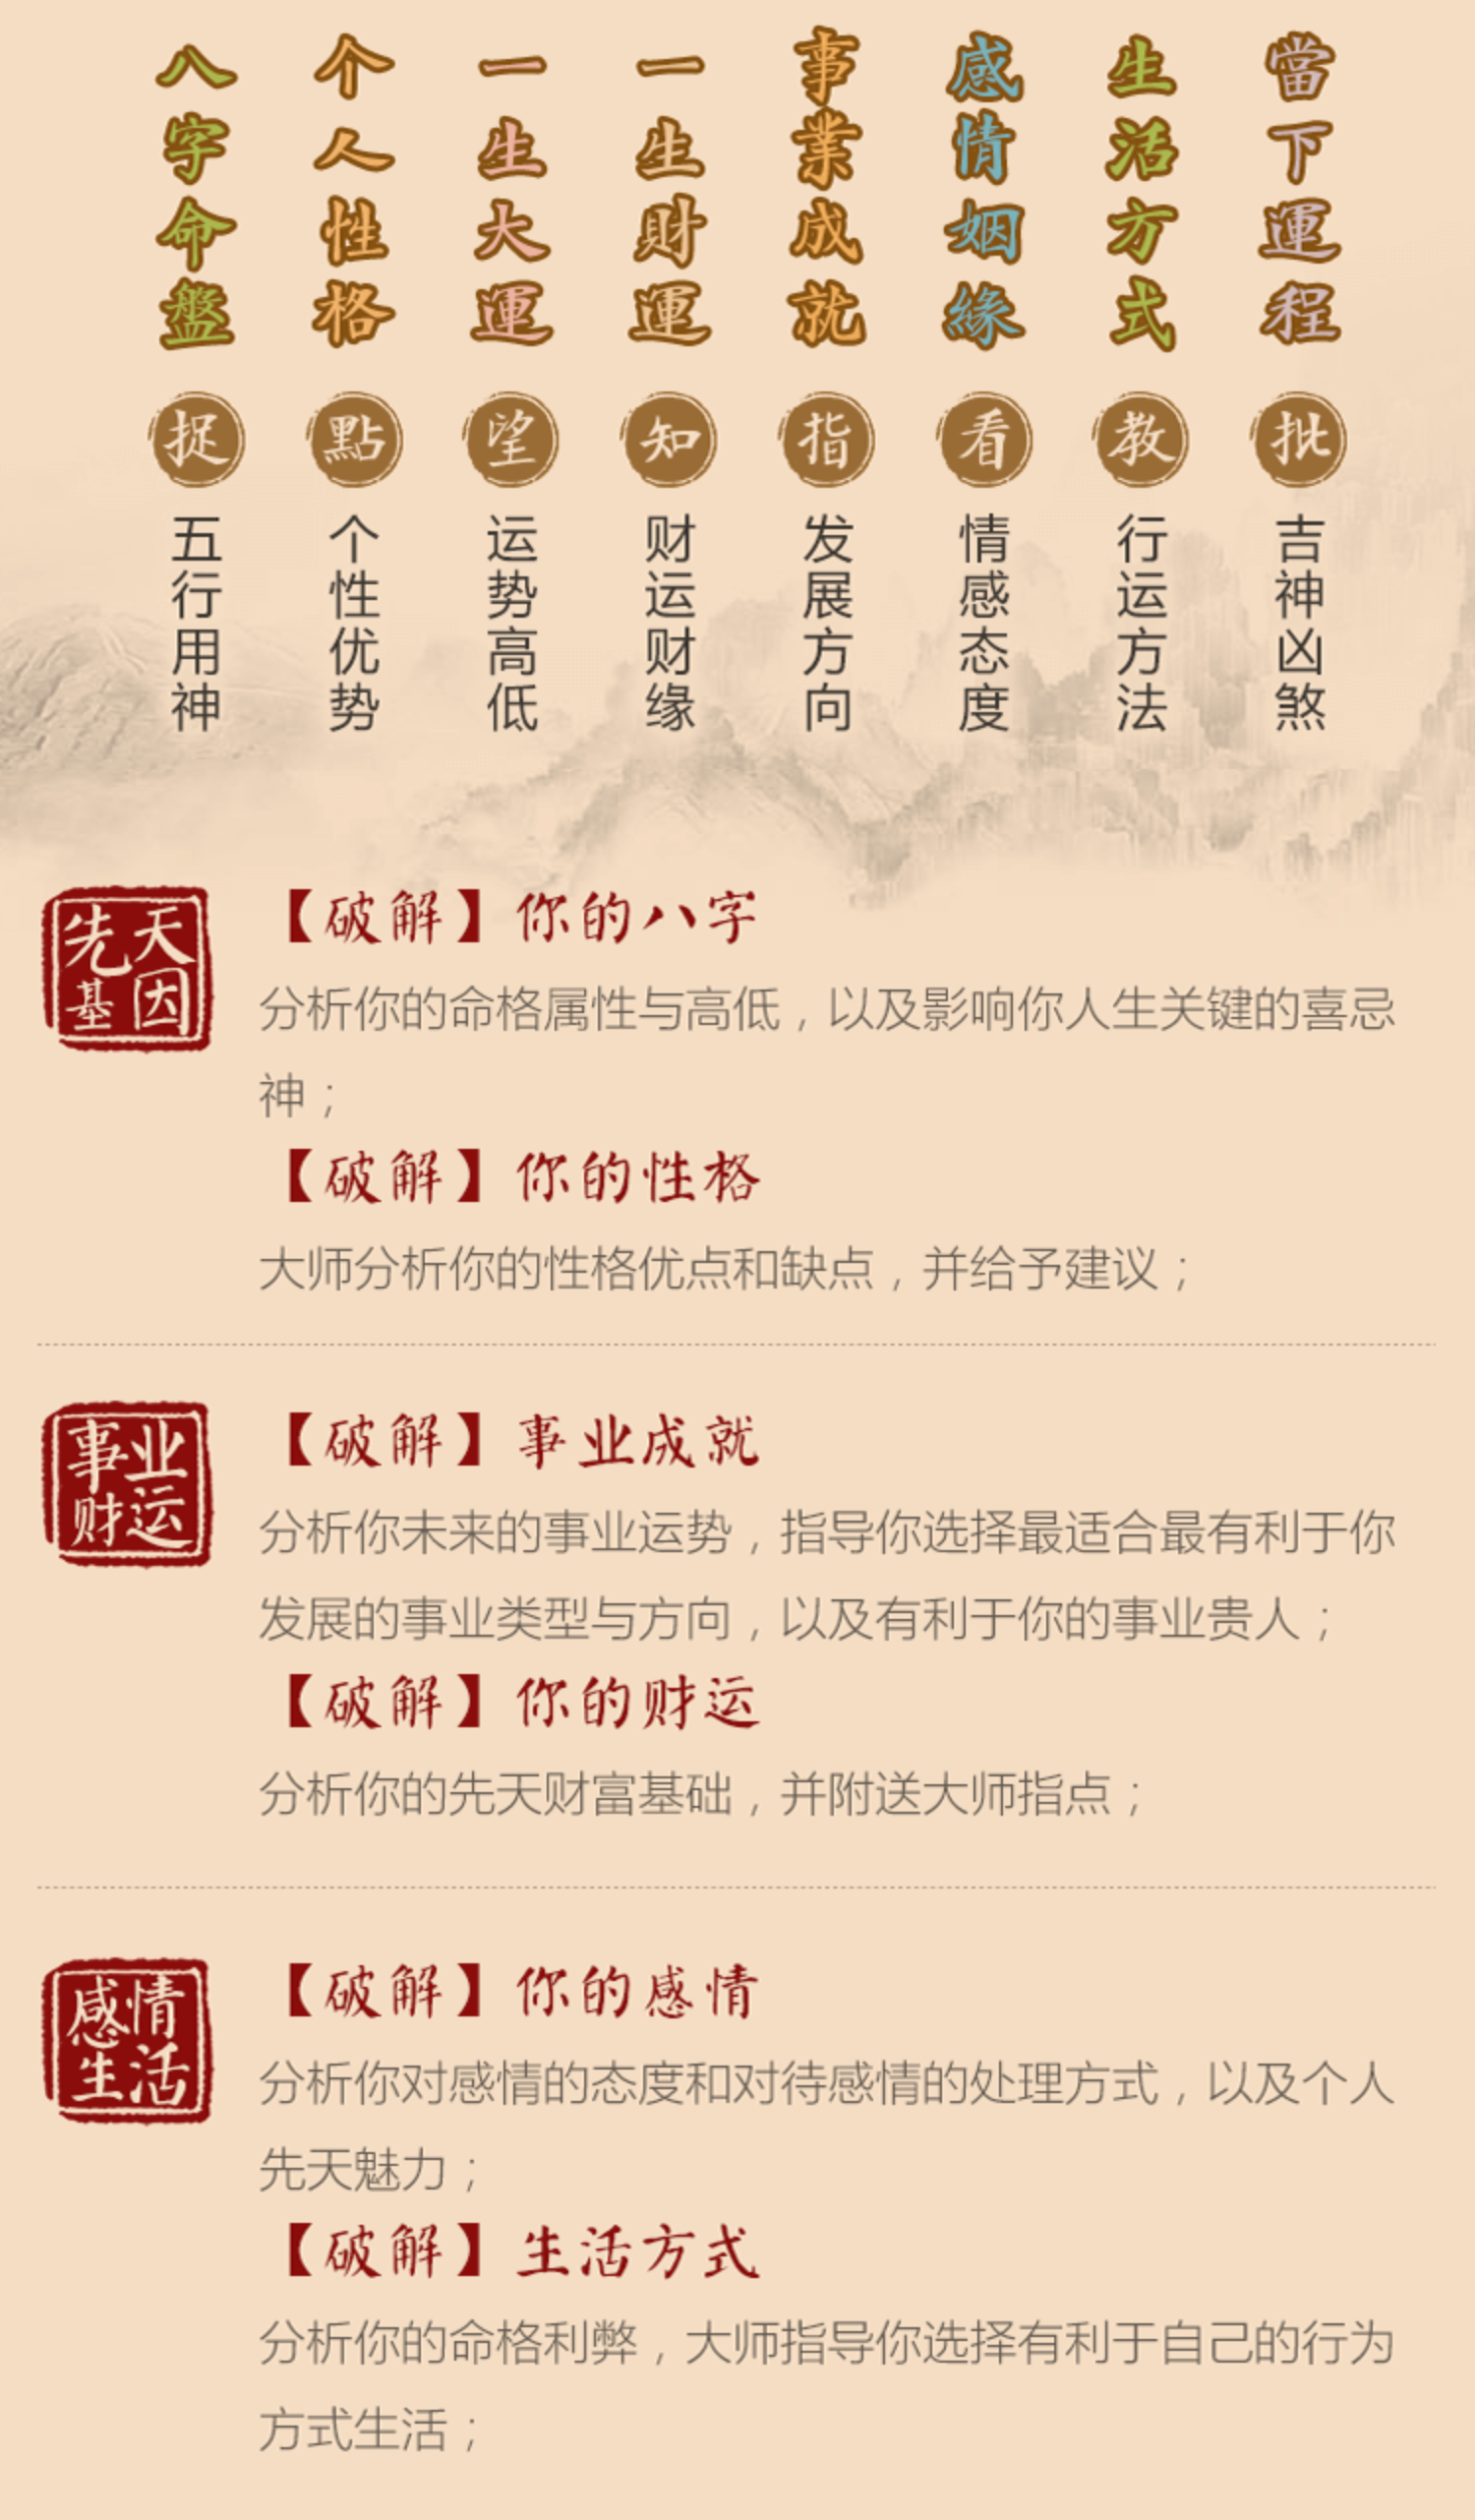 八字命盤
捉
五行用神
个人性格
點
个性优势
一生大運
望
运势高低
一生財運
知
财运财缘
事業成就
指
发展方向
感情姻緣
看
情感态度
生活方式
教
行运方法
當下運程
批
吉神凶煞
先天
基因
【破解】你的八字
分析你的命格属性与高低，以及影响你人生关键的喜忌
神；
【破解】你的性格
大师分析你的性格优点和缺点，并给予建议；
事业
财运
【破解】事业成就
分析你未来的事业运势，指导你选择最适合最有利于你
发展的事业类型与方向，以及有利于你的事业贵人；
【破解】你的财运
分析你的先天财富基础，并附送大师指点；
感情
生活
【破解】你的感情
分析你对感情的态度和对待感情的处理方式，以及个人
先天魅力；
【破解】生活方式
分析你的命格利弊，大师指导你选择有利于自己的行为
方式生活；